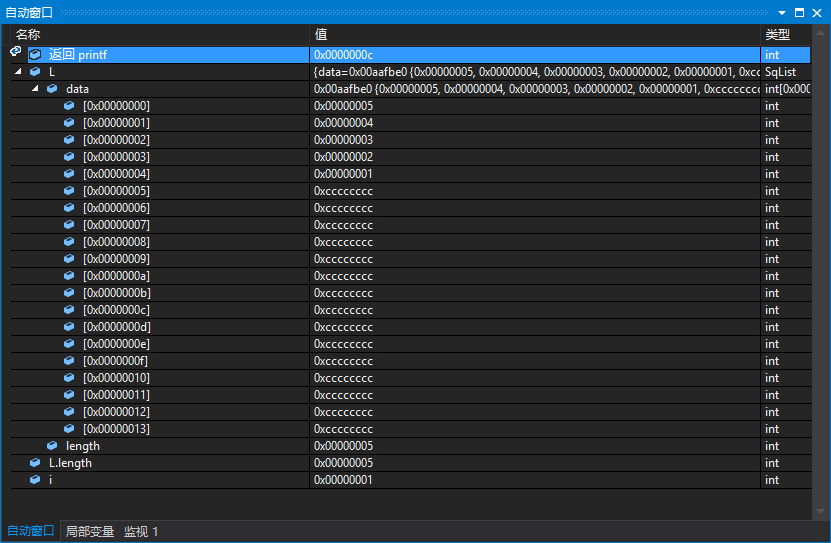 自动窗口
名称 值 类型
返回 printf 0x0000000c int
L {data=0x00aafbe0 {0x00000005, 0x00000004, 0x00000003, 0x00000002, 0x00000001, 0xcc SqList
data 0x00aafbe0 {0x00000005, 0x00000004, 0x00000003, 0x00000002, 0x00000001, 0xcccccccc int[0x000
[0x00000000] 0x00000005 int
[0x00000001] 0x00000004 int
[0x00000002] 0x00000003 int
[0x00000003] 0x00000002 int
[0x00000004] 0x00000001 int
[0x00000005] 0xcccccccc int
[0x00000006] 0xcccccccc int
[0x00000007] 0xcccccccc int
[0x00000008] 0xcccccccc int
[0x00000009] 0xcccccccc int
[0x0000000a] 0xcccccccc int
[0x0000000b] 0xcccccccc int
[0x0000000c] 0xcccccccc int
[0x0000000d] 0xcccccccc int
[0x0000000e] 0xcccccccc int
[0x0000000f] 0xcccccccc int
[0x00000010] 0xcccccccc int
[0x00000011] 0xcccccccc int
[0x00000012] 0xcccccccc int
[0x00000013] 0xcccccccc int
length 0x00000005 int
L.length 0x00000005 int
i 0x00000001 int
自动窗口 局部变量 监视 1